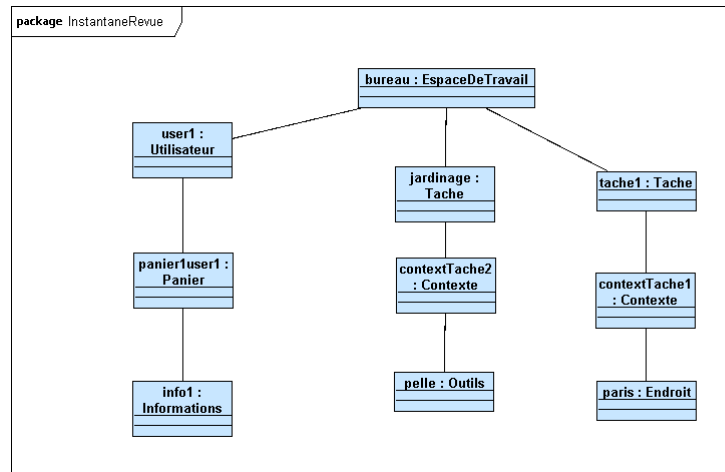 package InstantaneRevue
bureau : EspaceDeTravail
user1 :
Utilisateur
jardinage :
Tache
tache1 : Tache
panier1user1 :
Panier
contextTache2
: Contexte
contextTache1
: Contexte
info1 :
Informations
pelle : Outils
paris : Endroit